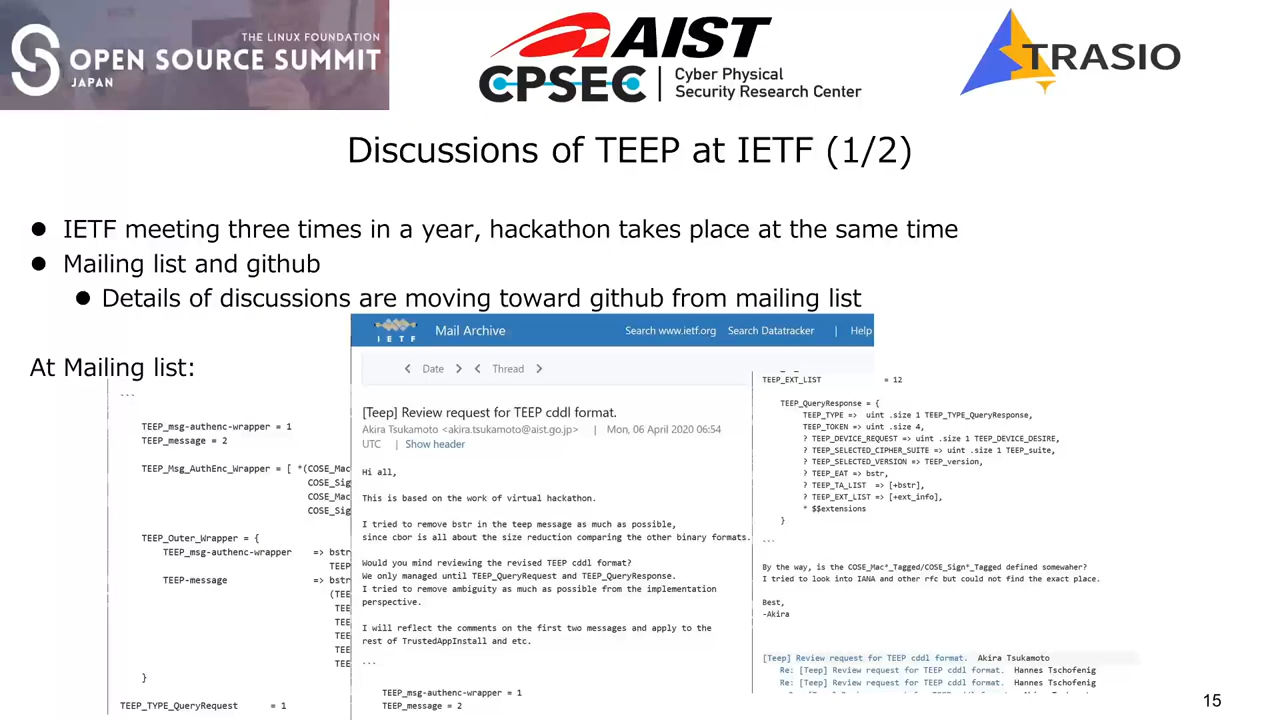 THE LINUX FOUNDATION
OPEN SOURCE SUMMIT
JAPAN
AIST
CPSEC
Cyber Physical
Security Research Center
TRASIO
Discussions of TEEP at IETF (1/2)
● IETF meeting three times in a year, hackathon takes place at the same time
● Mailing list and github
● Details of discussions are moving toward github from mailing list
At Mailing list:
```
TEEP_msg-authenc-wrapper = 1
TEEP_message = 2
TEEP_Msg_AuthEnc_Wrapper = [ *(COSE_Mac
COSE_Sig
COSE_Mac
COSE_Sig
TEEP_Outer_Wrapper = {
TEEP_msg-authenc-wrapper => bstr
TEEP
TEEP-message => bstr
(TEE
TEE
TEE
TEE
TEE
TEE
}
TEEP_TYPE_QueryRequest = 1
IETF
Mail Archive
Search www.ietf.org
Search Datatracker
| Help
Date
Thread
[Teep] Review request for TEEP cddl format.
Akira Tsukamoto <akira.tsukamoto@aist.go.jp> | Mon, 06 April 2020 06:54
UTC | Show header
Hi all,
This is based on the work of virtual hackathon.
I tried to remove bstr in the teep message as much as possible,
since cbor is all about the size reduction comparing the other binary formats.
Would you mind reviewing the revised TEEP cddl format?
We only managed until TEEP_QueryRequest and TEEP_QueryResponse.
I tried to remove ambiguity as much as possible from the implementation
perspective.
I will reflect the comments on the first two messages and apply to the
rest of TrustedAppInstall and etc.
```
TEEP_msg-authenc-wrapper = 1
TEEP_message = 2
TEEP_EXT_LIST = 12
TEEP_QueryResponse = {
TEEP_TYPE => uint .size 1 TEEP_TYPE_QueryResponse,
TEEP_TOKEN => uint .size 4,
? TEEP_DEVICE_REQUEST => uint .size 1 TEEP_DEVICE_DESIRE,
? TEEP_SELECTED_CIPHER_SUITE => uint .size 1 TEEP_suite,
? TEEP_SELECTED_VERSION => TEEP_version,
? TEEP_EAT => bstr,
? TEEP_TA_LIST => [+bstr],
? TEEP_EXT_LIST => [+ext_info],
* $$extensions
}
```
By the way, is the COSE_Mac*_Tagged/COSE_Sign*_Tagged defined somewaher?
I tried to look into IANA and other rfc but could not find the exact place.
Best,
-Akira
[Teep] Review request for TEEP cddl format. Akira Tsukamoto
Re: [Teep] Review request for TEEP cddl format. Hannes Tschofenig
Re: [Teep] Review request for TEEP cddl format. Hannes Tschofenig
15